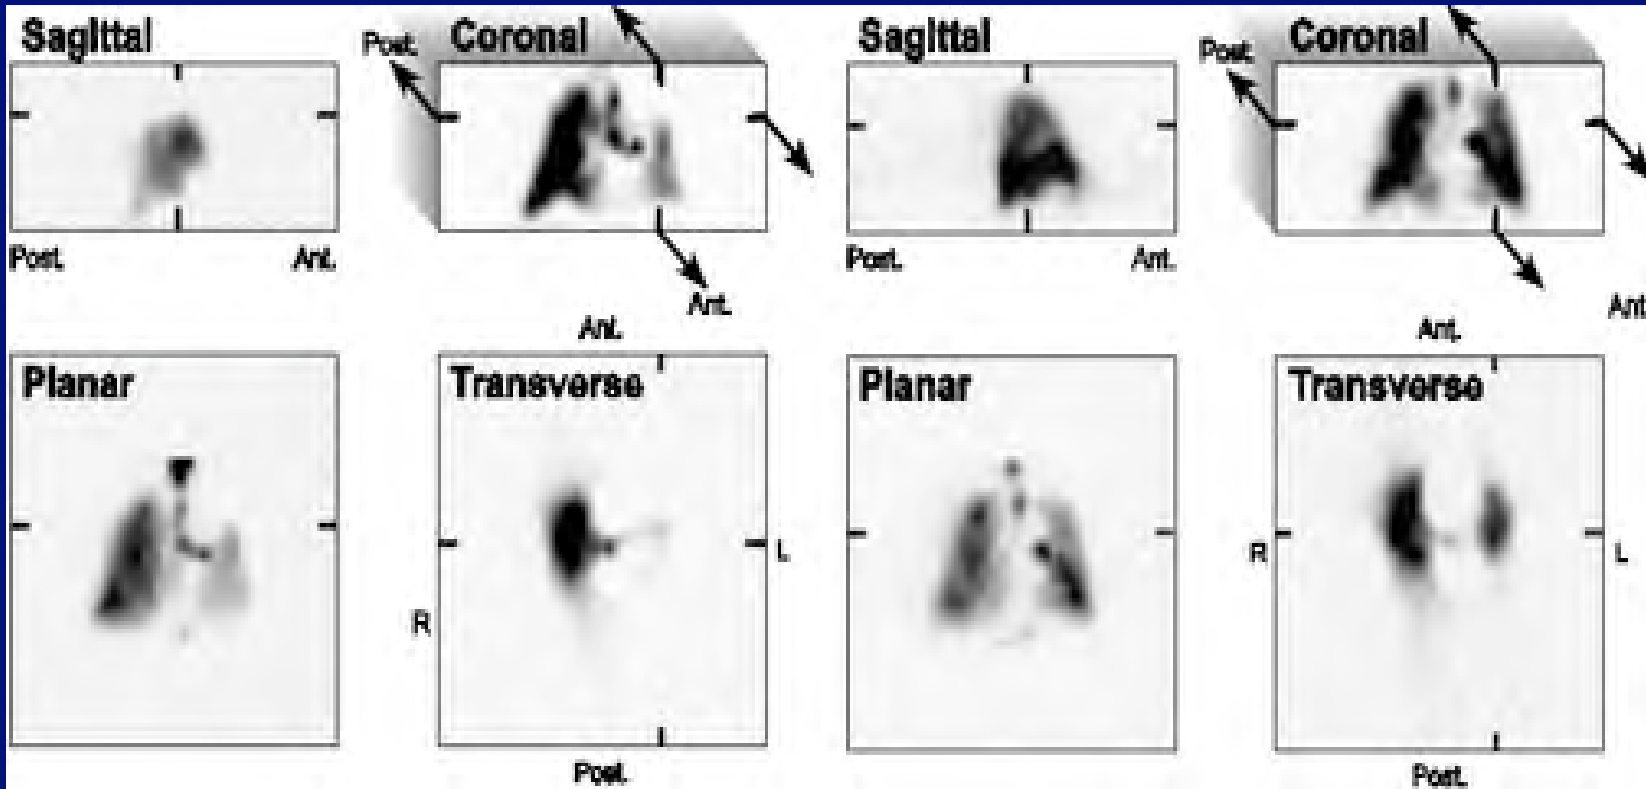 Sagittal
Post.
Coronal
Sagittal
Post.
Coronal
Post.
Ant.
Ant.
Post.
Ant.
Ant
Ant.
Ant.
Planar
Transverse
Planar
Transverse
L
R
L
R
Post.
Post.